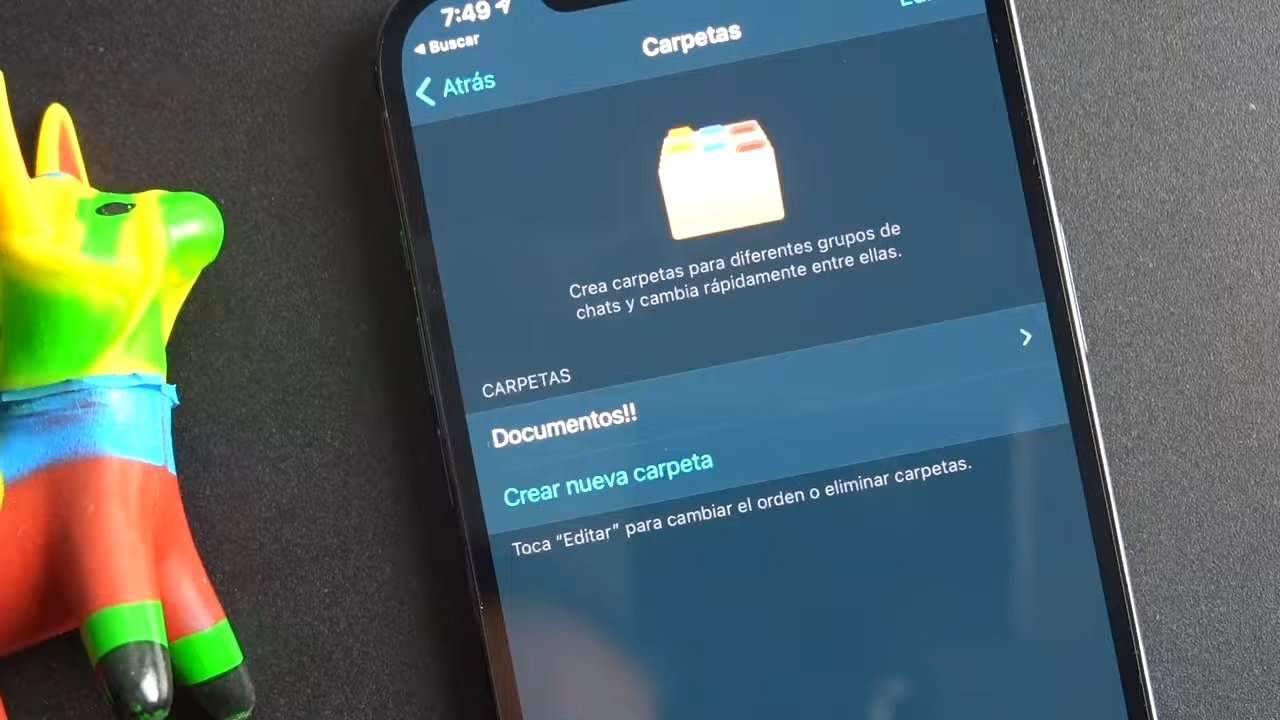 7:49
Buscar
Carpetas
Atrás
Crea carpetas para diferentes grupos de
chats y cambia rápidamente entre ellas.
CARPETAS
Documentos!!
Crear nueva carpeta
Toca “Editar” para cambiar el orden o eliminar carpetas.